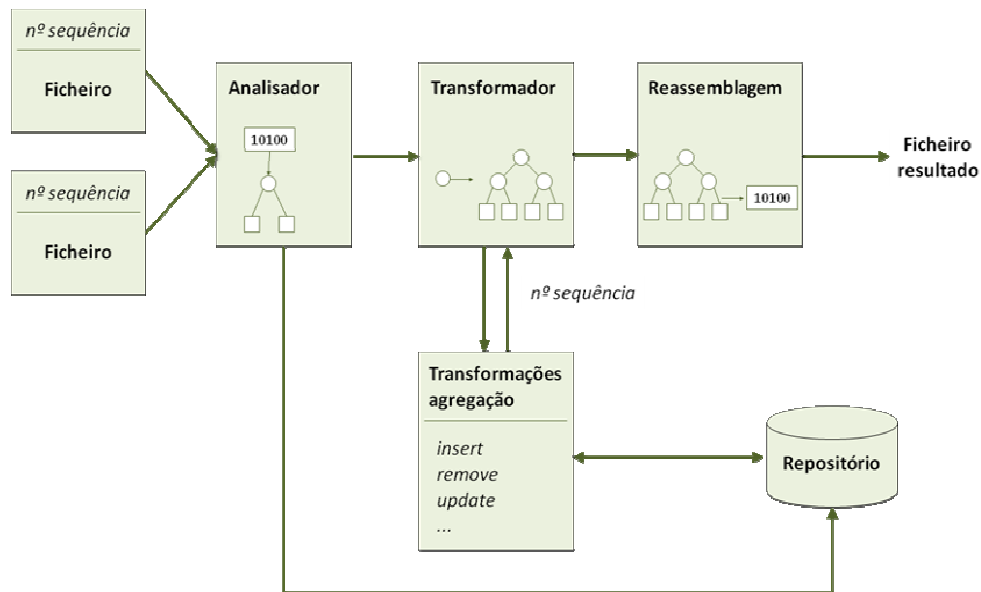 nº sequência
Ficheiro
nº sequência
Ficheiro
Analisador
10100
Transformador
Reassemblagem
10100
Ficheiro
resultado
nº sequência
Transformações
agregação
insert
remove
update
...
Repositório